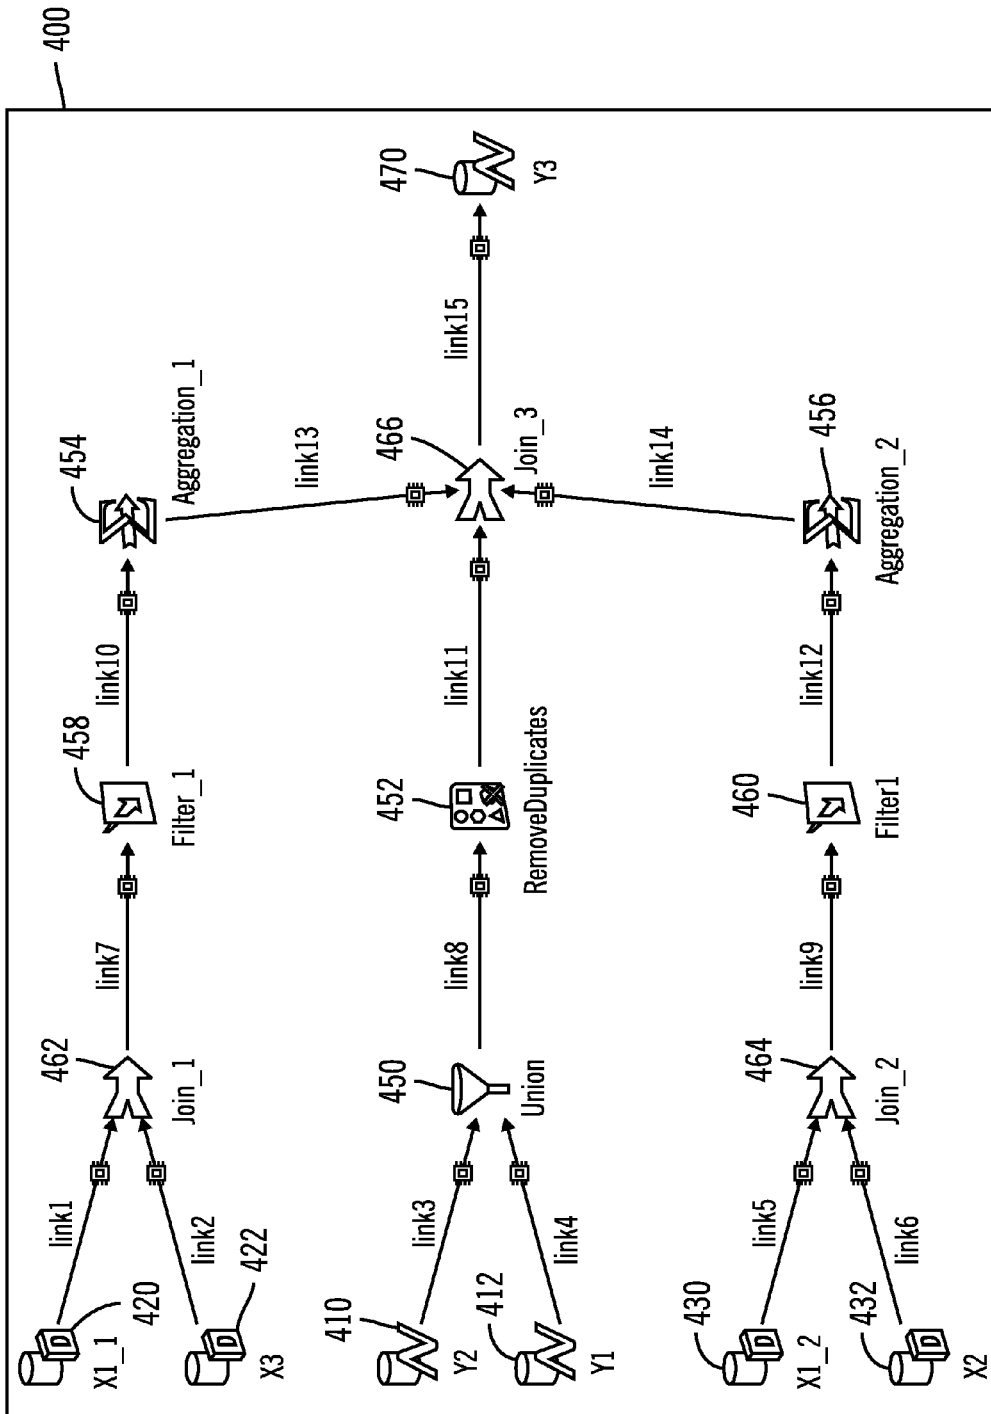 400
420
X1_1
link1
422
X3
link2
462
Join_1
link7
458
Filter_1
link10
454
Aggregation_1
link13
410
Y2
link3
412
Y1
link4
450
Union
link8
452
RemoveDuplicates
link11
466
Join_3
link15
470
Y3
430
X1_2
link5
432
X2
link6
464
Join_2
link9
460
Filter1
link12
456
Aggregation_2
link14
D
D
D
D